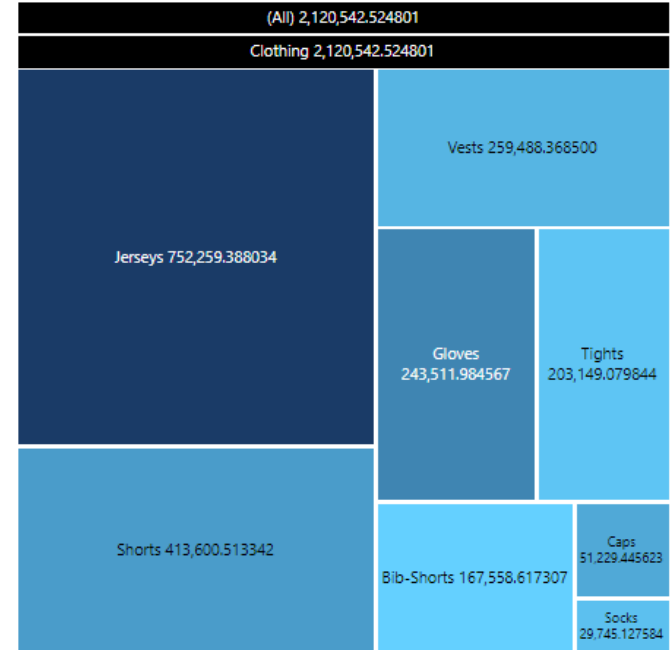 (All) 2,120,542.524801
Clothing 2,120,542.524801
Jerseys 752,259.388034
Vests 259,488.368500
Gloves
243,511.984567
Tights
203,149.079844
Shorts 413,600.513342
Bib-Shorts 167,558.617307
Caps
51,229.445623
Socks
29,745.127584